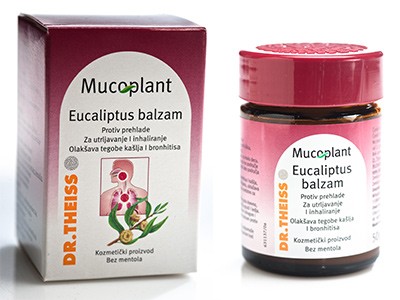 Mucoplant
Eucaliptus balzam
Protiv prehlade
Za utrljavanje I inhaliranje
Olakšava tegobe kašlja I bronhitisa
DR.THEISS
Kozmetički proizvod
Bez mentola
Mucoplant
Eucaliptus
balzam
Protiv prehlade
Za utrljavanje
I inhaliranje
Olakšava tegobe kašlja
I bronhitisa
DR.THEISS
Kozmetički proizvod
Bez mentola